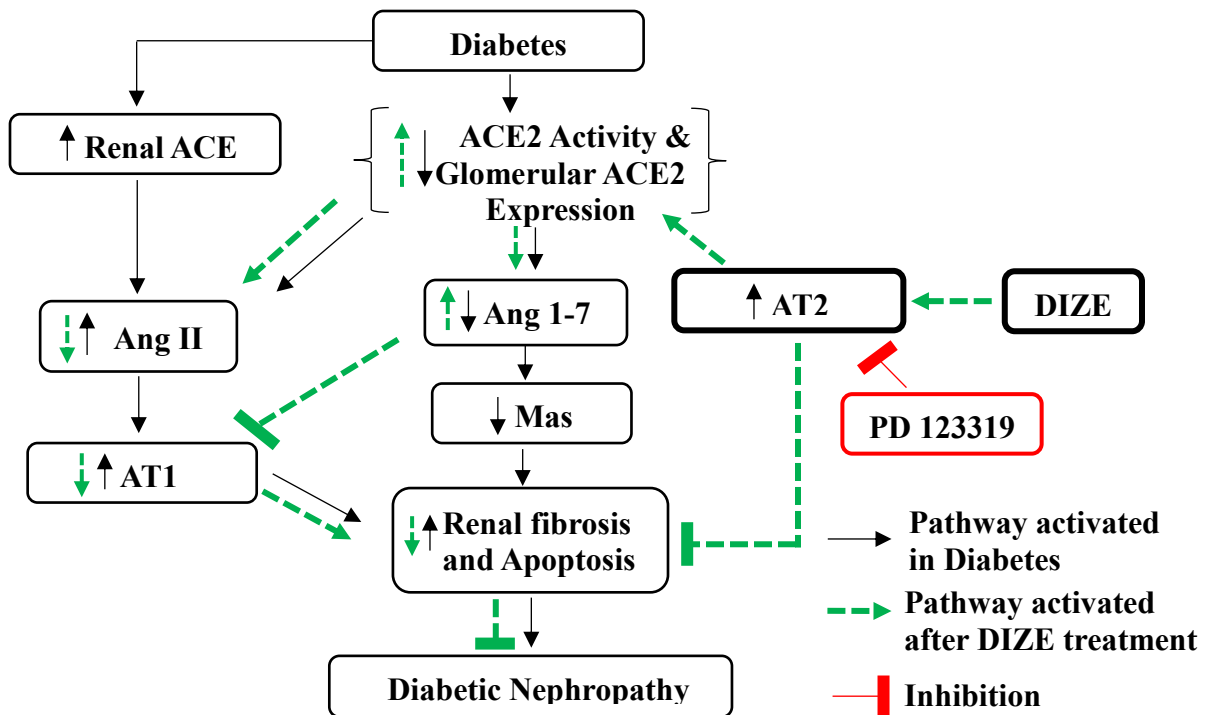 Diabetes
Renal ACE
ACE2 Activity &
Glomerular ACE2
Expression
AT2
DIZE
Ang II
Ang 1-7
Mas
PD 123319
AT1
Renal fibrosis
and Apoptosis
Pathway activated
in Diabetes
Pathway activated
after DIZE treatment
Diabetic Nephropathy
Inhibition